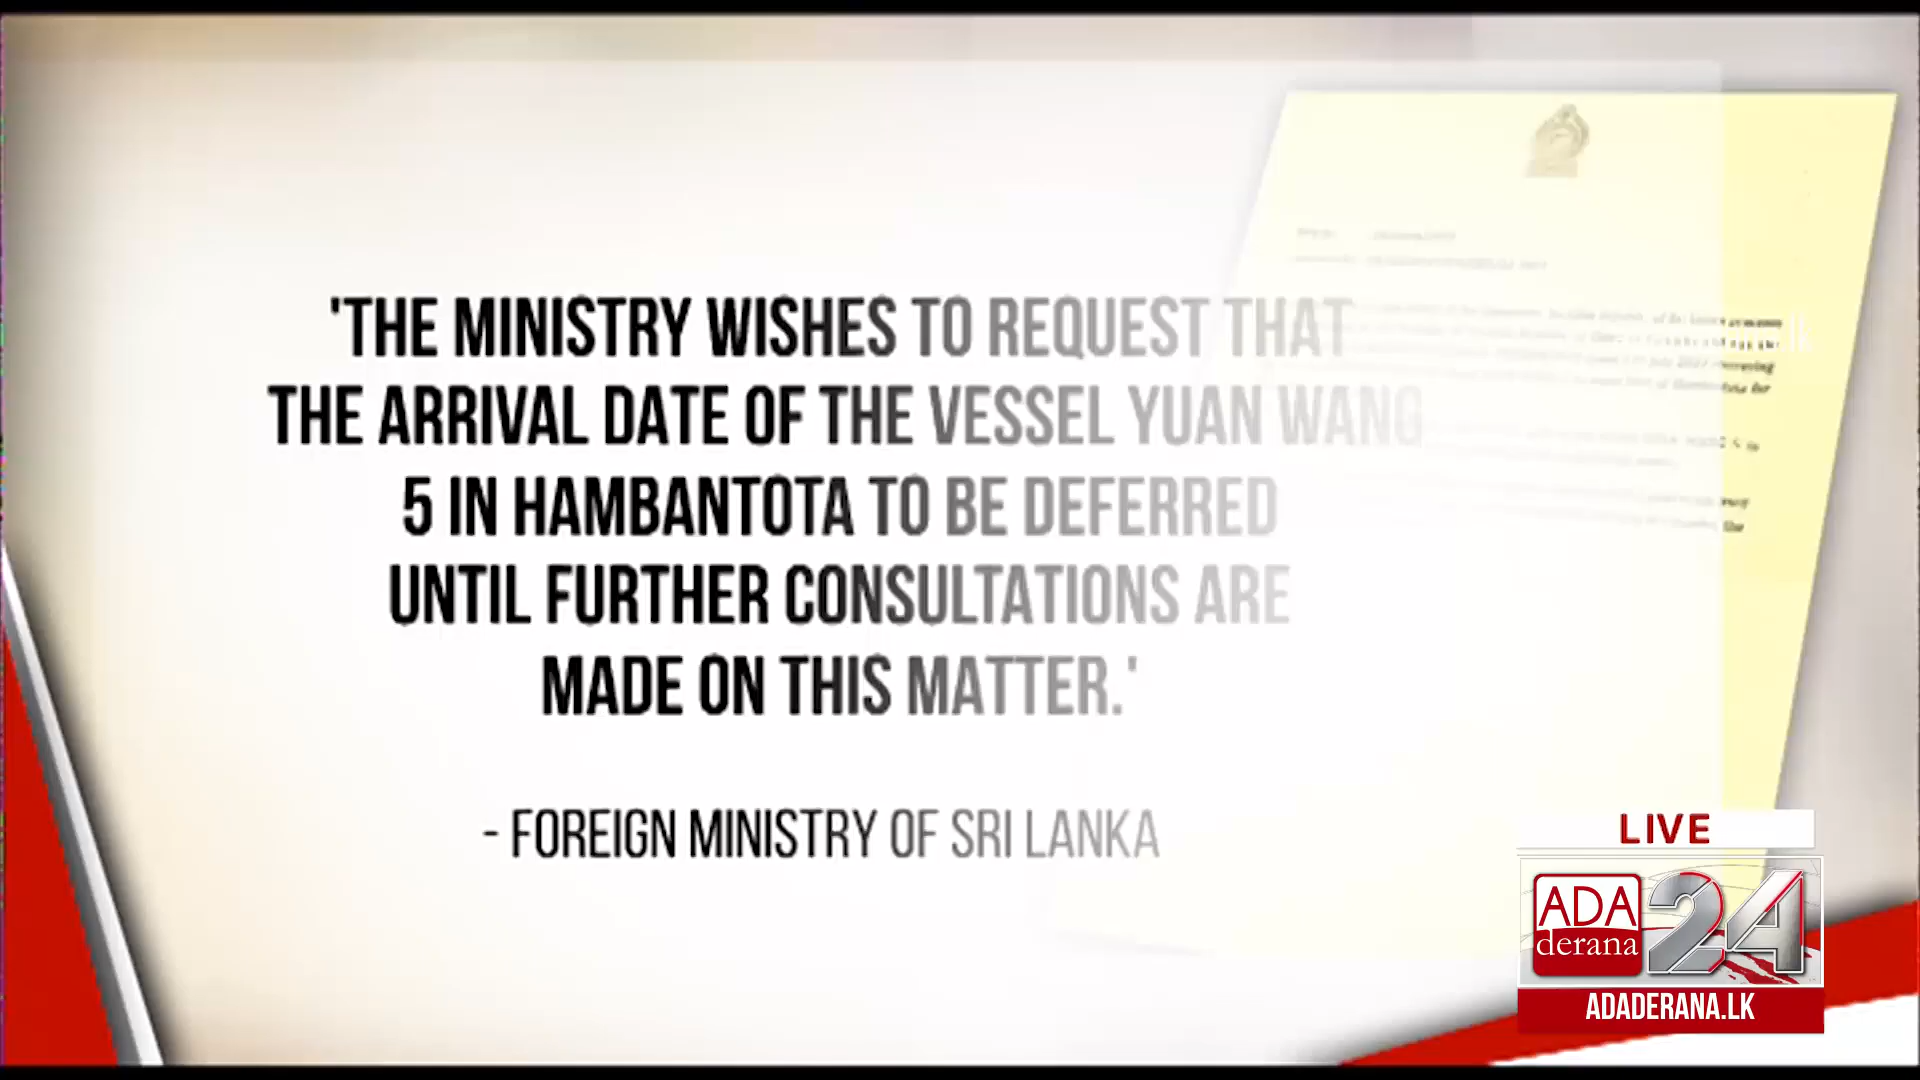 'THE MINISTRY WISHES TO REQUEST THAT
THE ARRIVAL DATE OF THE VESSEL YUAN WANG
5 IN HAMBANTOTA TO BE DEFERRED
UNTIL FURTHER CONSULTATIONS ARE
MADE ON THIS MATTER.'
- FOREIGN MINISTRY OF SRI LANKA
LIVE
ADA
derana
24
ADADERANA.LK